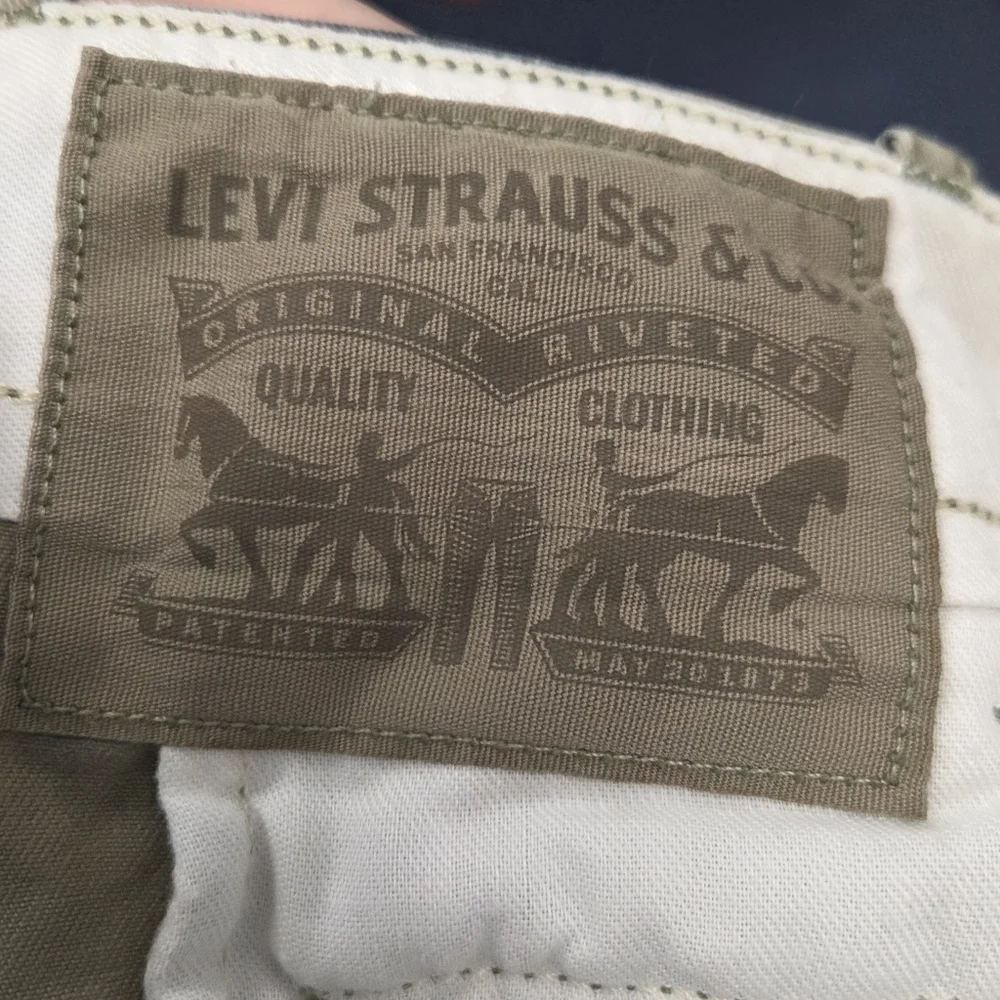 LEVI STRAUSS & CO.
SAN FRANCISCO
CAL
ORIGINAL RIVETED
QUALITY CLOTHING
PATENTED MAY 20 1873